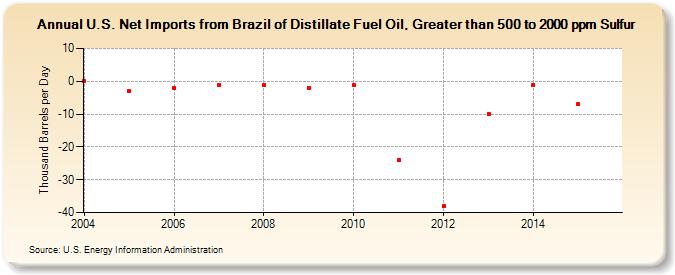 Annual U.S. Net Imports from Brazil of Distillate Fuel Oil, Greater than 500 to 2000 ppm Sulfur
Thousand Barrels per Day
10
0
-10
-20
-30
-40
2004 2006 2008 2010 2012 2014
Source: U.S. Energy Information Administration